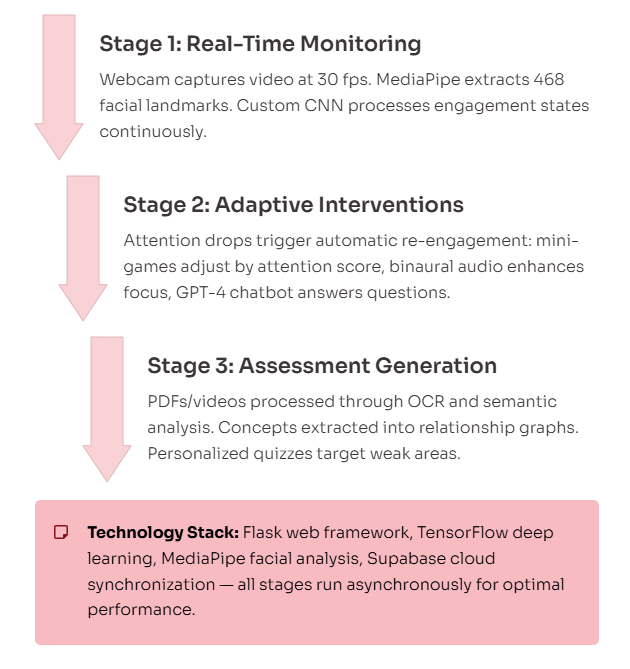 Stage 1: Real-Time Monitoring
Webcam captures video at 30 fps. MediaPipe extracts 468
facial landmarks. Custom CNN processes engagement states
continuously.
Stage 2: Adaptive Interventions
Attention drops trigger automatic re-engagement: mini-
games adjust by attention score, binaural audio enhances
focus, GPT-4 chatbot answers questions.
Stage 3: Assessment Generation
PDFs/videos processed through OCR and semantic
analysis. Concepts extracted into relationship graphs.
Personalized quizzes target weak areas.
Technology Stack: Flask web framework, TensorFlow deep
learning, MediaPipe facial analysis, Supabase cloud
synchronization — all stages run asynchronously for optimal
performance.